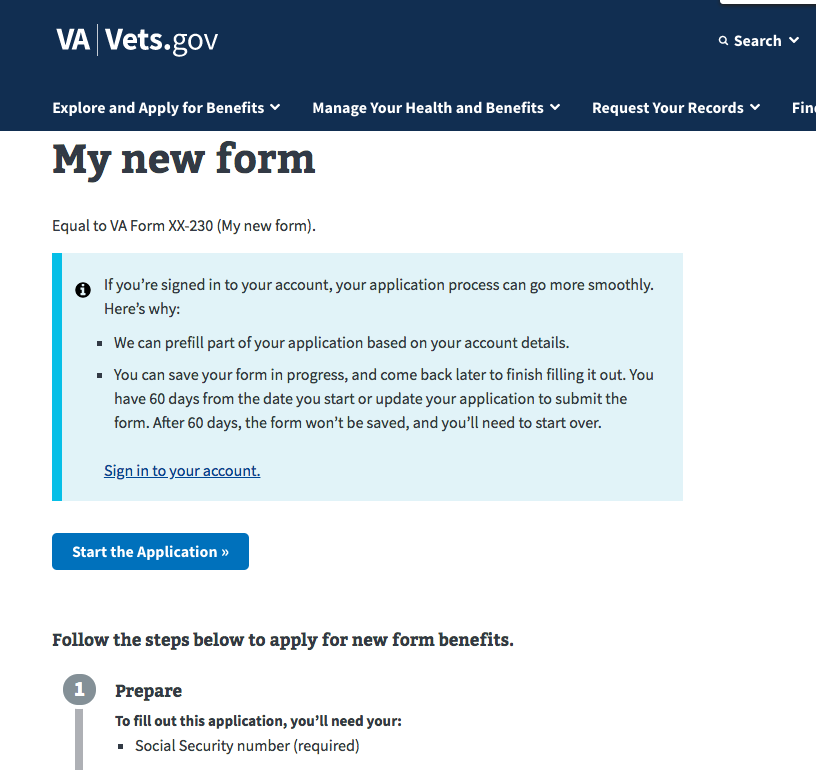 VA | Vets.gov
Search
Explore and Apply for Benefits Manage Your Health and Benefits Request Your Records
My new form
Equal to VA Form XX-230 (My new form).
If you’re signed in to your account, your application process can go more smoothly.
Here’s why:
We can prefill part of your application based on your account details.
You can save your form in progress, and come back later to finish filling it out. You
have 60 days from the date you start or update your application to submit the
form. After 60 days, the form won’t be saved, and you’ll need to start over.
Sign in to your account.
Start the Application »
Follow the steps below to apply for new form benefits.
1 Prepare
To fill out this application, you’ll need your:
Social Security number (required)